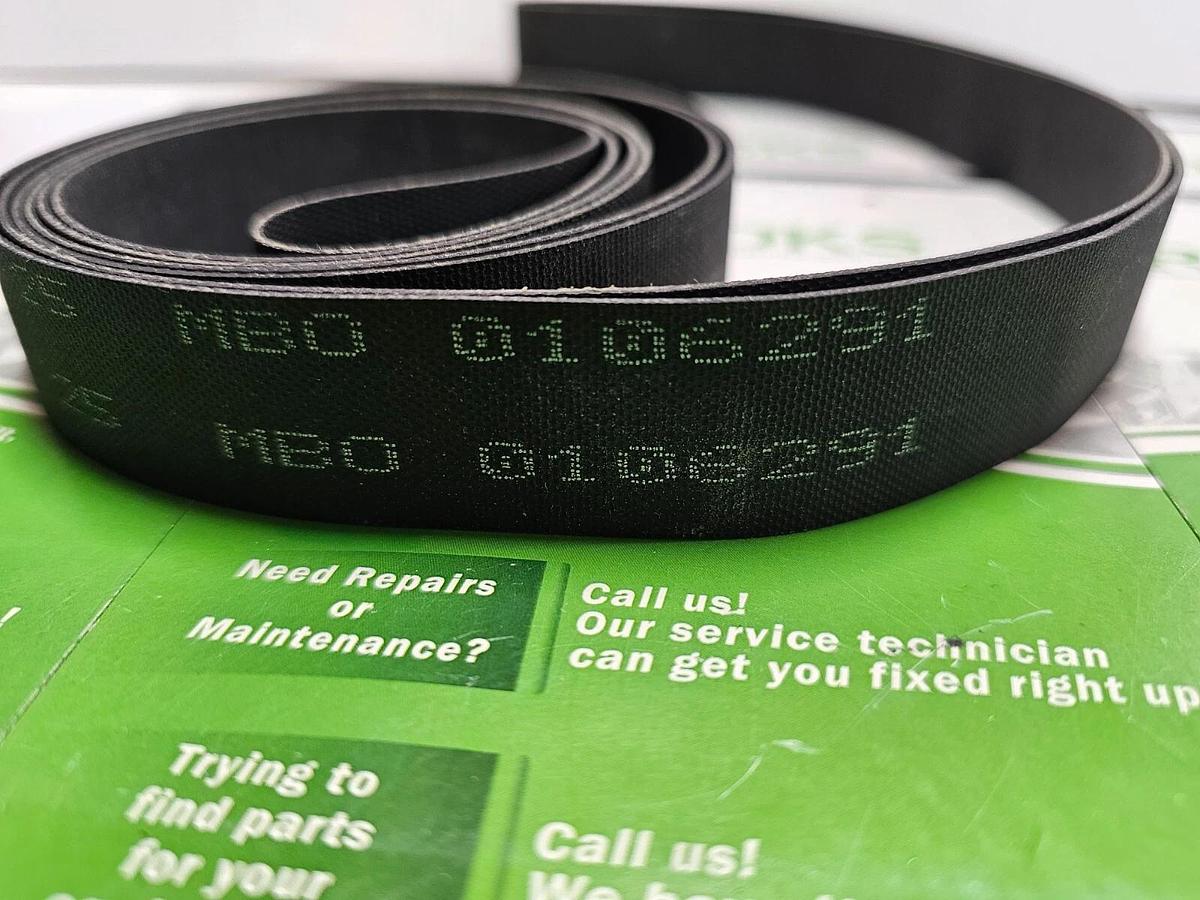 MBO 0106291
MBO 0106291
Need Repairs
or
Maintenance?
Call us!
Our service technician
can get you fixed right up
Trying to
find parts
for your
Call us!